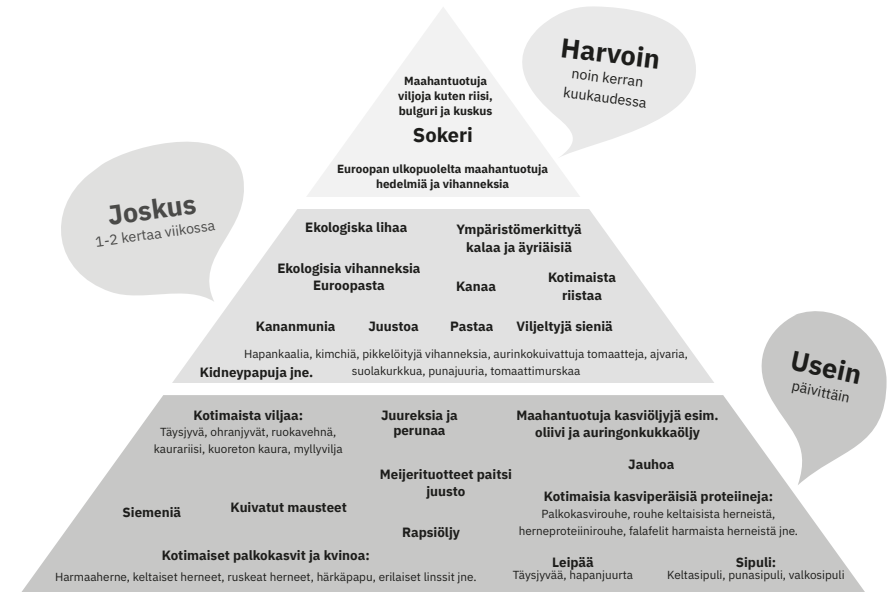 Harvoin
noin kerran
kuukaudessa
Maahantuotuja
viljoja kuten riisi,
bulguri ja kuskus
Sokeri
Euroopan ulkopuolelta maahantuotuja
hedelmiä ja vihanneksia
Joskus
1-2 kertaa viikossa
Ekologiska lihaa
Ympäristömerkittyä
kalaa ja äyriäisiä
Ekologisia vihanneksia
Euroopasta
Kanaa
Kotimaista
riistaa
Kananmunia
Juustoa
Pastaa
Viljeltyjä sieniä
Hapankaalia, kimchiä, pikkelöityjä vihanneksia, aurinkokuivattuja tomaatteja, ajvaria,
Kidneypapuja jne.
suolakurkkua, punajuuria, tomaattimurskaa
Usein
päivittäin
Kotimaista viljaa:
Täysjyvä, ohranjyvät, ruokavehnä,
kaurariisi, kuoreton kaura, myllyvilja
Juureksia ja
perunaa
Maahantuotuja kasviöljyjä esim.
oliivi ja auringonkukkaöljy
Jauhoa
Meijerituotteet paitsi
juusto
Kotimaisia kasviperäisiä proteiineja:
Palkokasvirouhe, rouhe keltaisista herneistä,
herneproteiinirouhe, falafelit harmaista herneistä jne.
Siemeniä
Kuivatut mausteet
Rapsiöljy
Kotimaiset palkokasvit ja kvinoa:
Harmaaherne, keltaiset herneet, ruskeat herneet, härkäpapu, erilaiset linssit jne.
Leipää
Täysjyvää, hapanjuurta
Sipuli:
Keltasipuli, punasipuli, valkosipuli